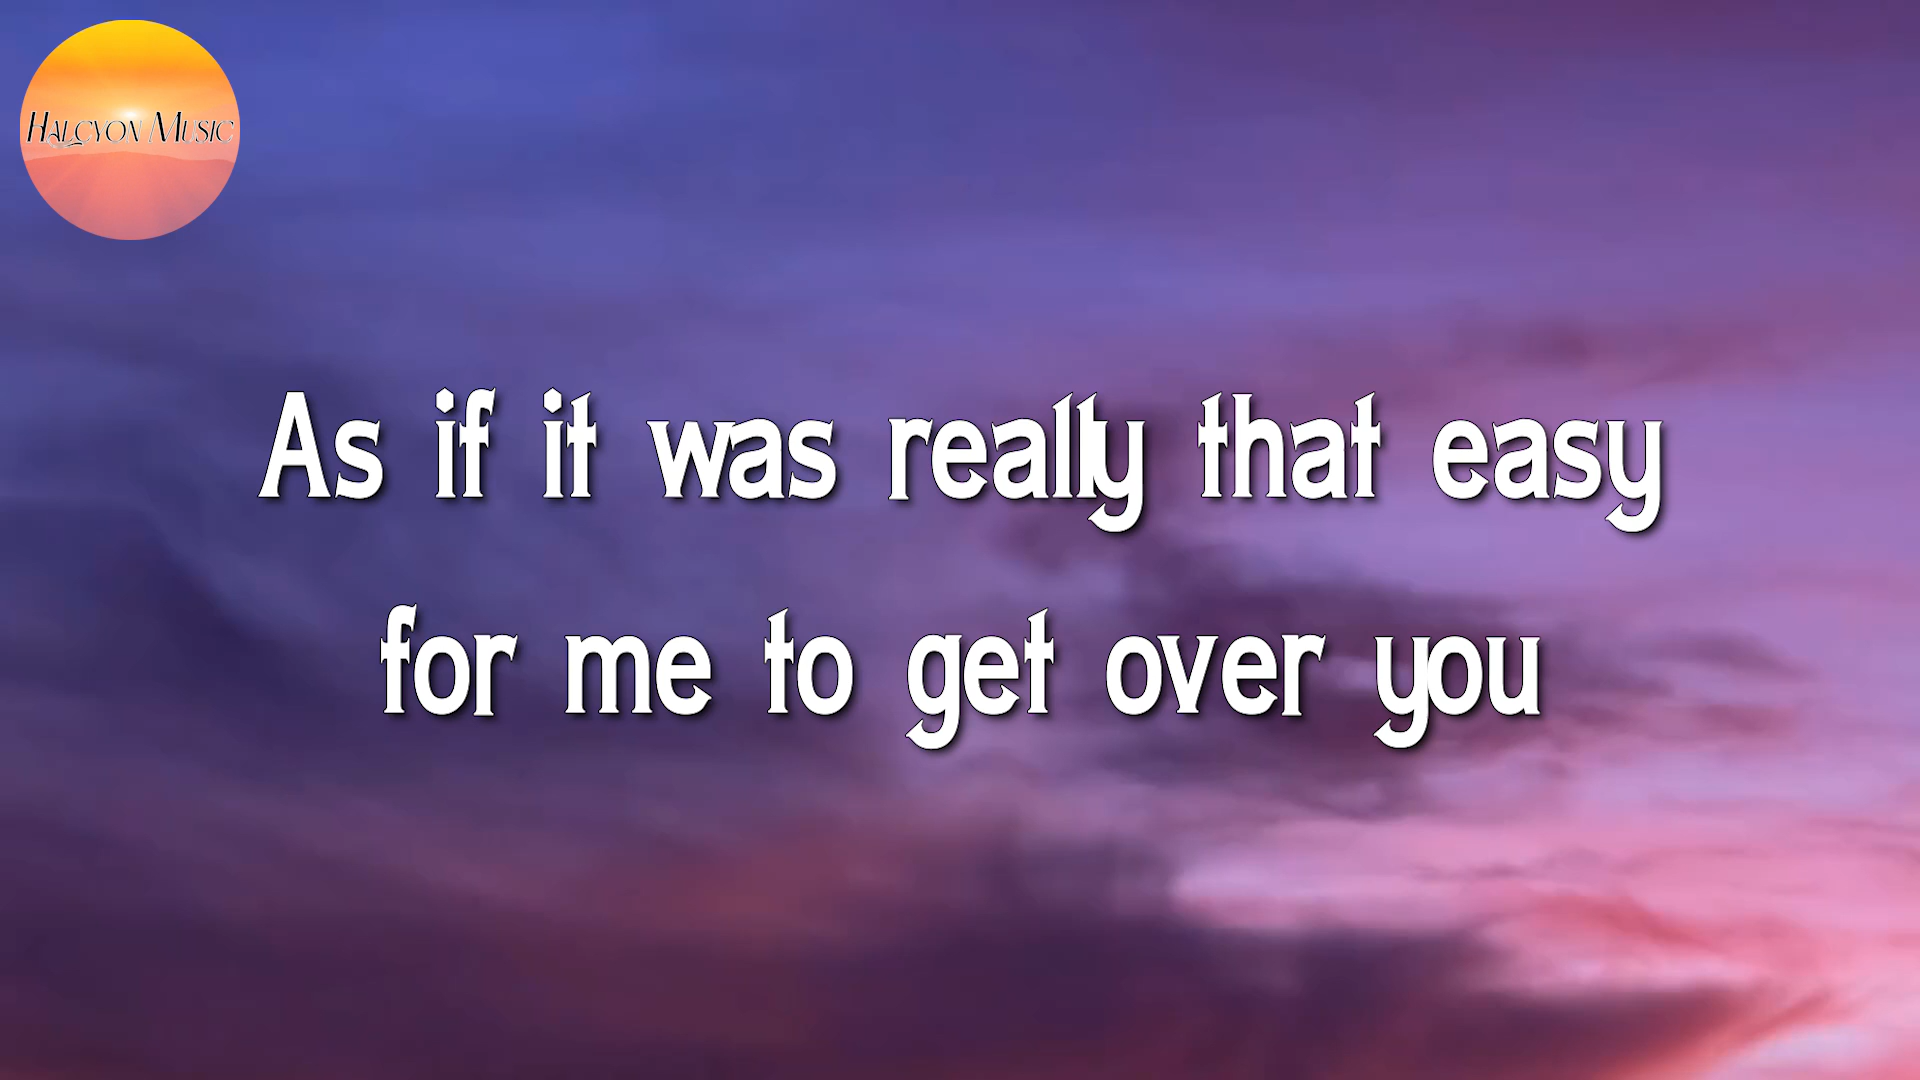 Halcyon Music
As if it was really that easy
for me to get over you